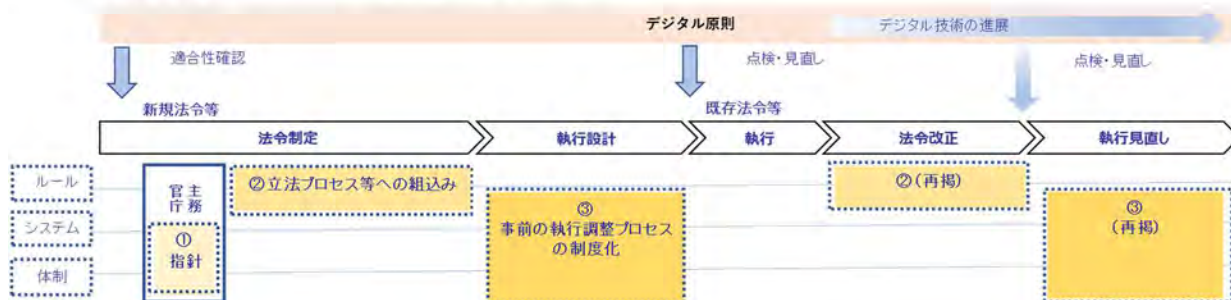 デジタル原則
デジタル技術の進展
適合性確認
点検・見直し
点検・見直し
新規法令等
既存法令等
法令制定
執行設計
執行
法令改正
執行見直し
ルール
システム
体制
主務
官庁
①
指針
②立法プロセス等への組込み
③
事前の執行調整プロセス
の制度化
②(再掲)
③
(再掲)